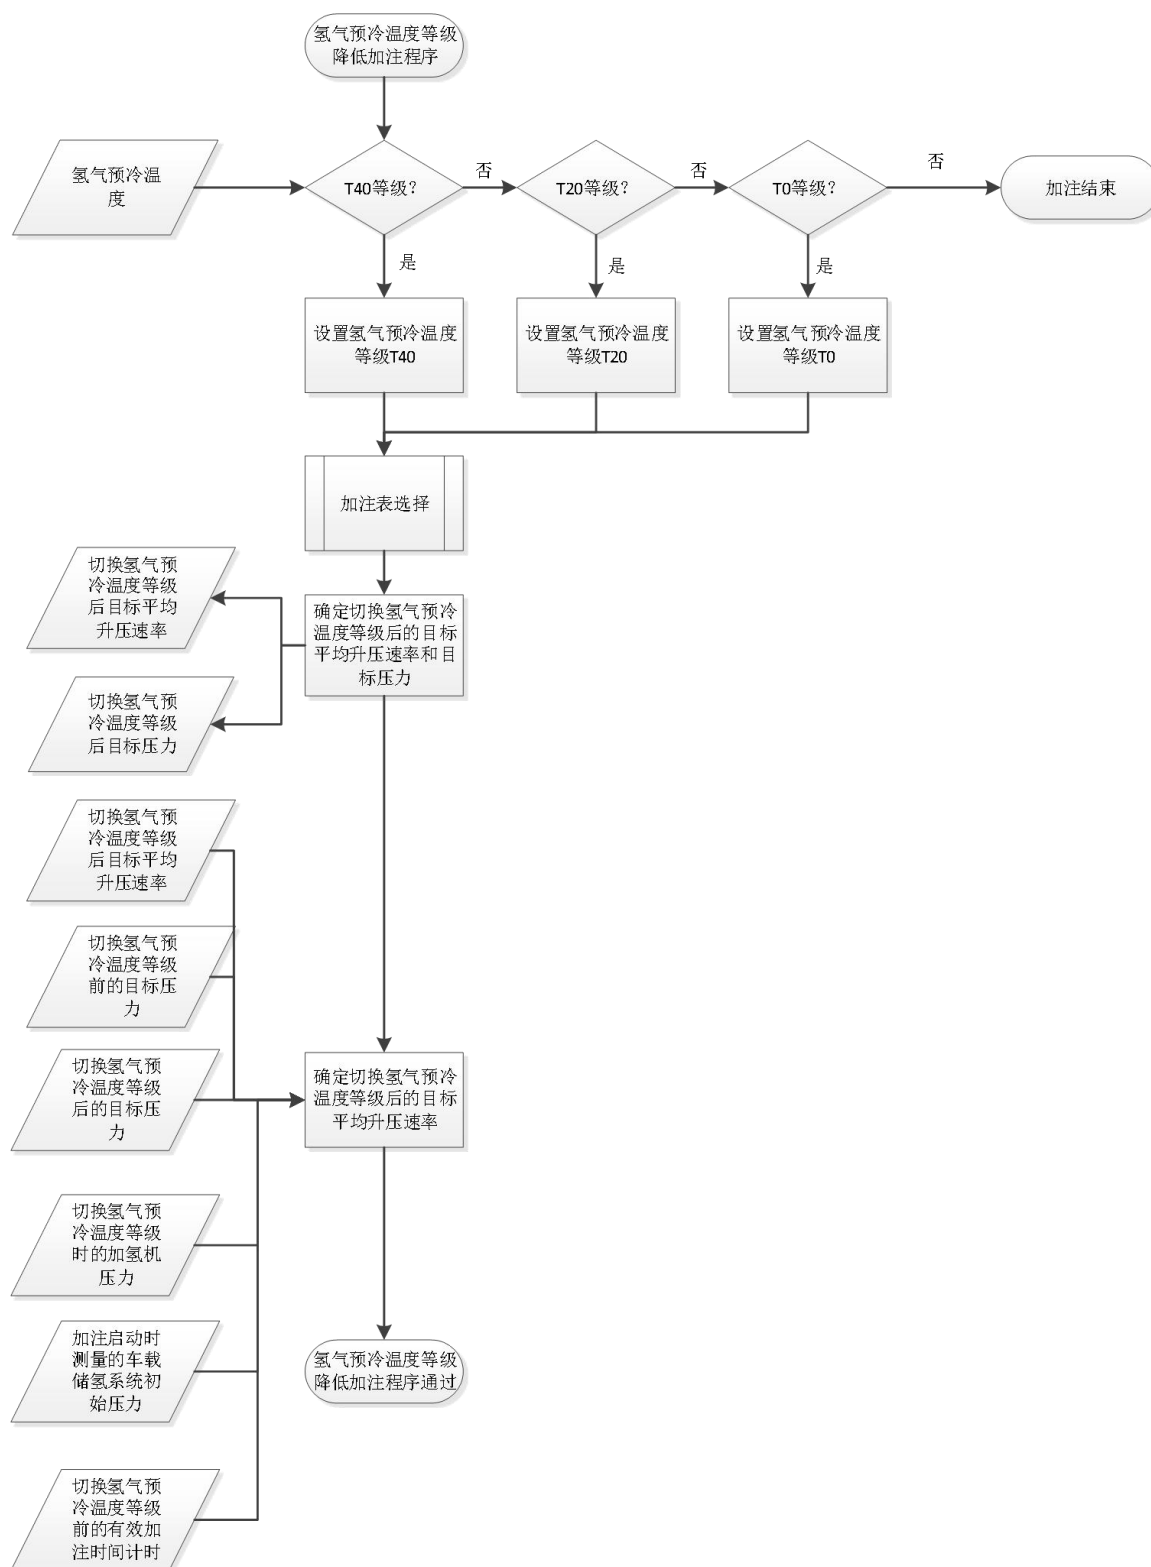 氢气预冷温度等级
降低加注程序
氢气预冷温
度
T40等级？
否
T20等级？
否
T0等级？
否
加注结束
是
是
是
设置氢气预冷温度
等级T40
设置氢气预冷温度
等级T20
设置氢气预冷温度
等级T0
加注表选择
切换氢气预
冷温度等级
后目标平均
升压速率
确定切换氢气预冷
温度等级后的目标
平均升压速率和目
标压力
切换氢气预
冷温度等级
后目标压力
切换氢气预
冷温度等级
后目标平均
升压速率
切换氢气预
冷温度等级
前的目标压
力
切换氢气预
冷温度等级
后的目标压
力
确定切换氢气预冷
温度等级后的目标
平均升压速率
切换氢气预
冷温度等级
时的加氢机
压力
加注启动时
测量的车载
储氢系统初
始压力
氢气预冷温度等级
降低加注程序通过
切换氢气预
冷温度等级
前的有效加
注时间计时